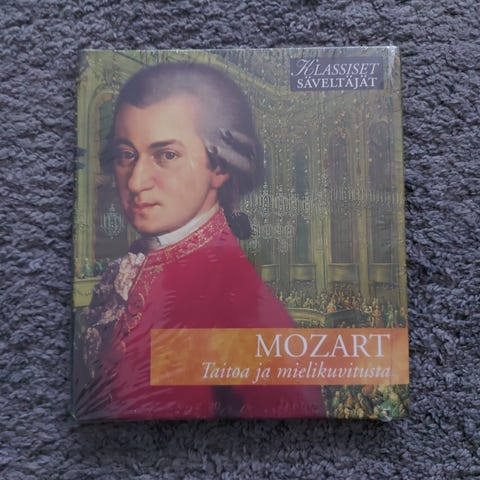 KLASSISET
SÄVELTÄJÄT
MOZART
Taitoa ja mielikuvitusta